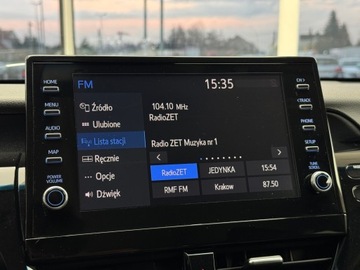 FM
15:35
HOME
MENU
AUDIO
MAP
POWER
VOLUME
Źródło
Ulubione
Lista stacji
Ręcznie
Opcje
Dźwięk
104.10 MHz
RadioZET
Radio ZET Muzyka nr 1
RadioZET
JEDYNKA
15:54
RMF FM
Krakow
87.50
CH
TRACK
PHONE
SETUP
TUNE
SCROLL